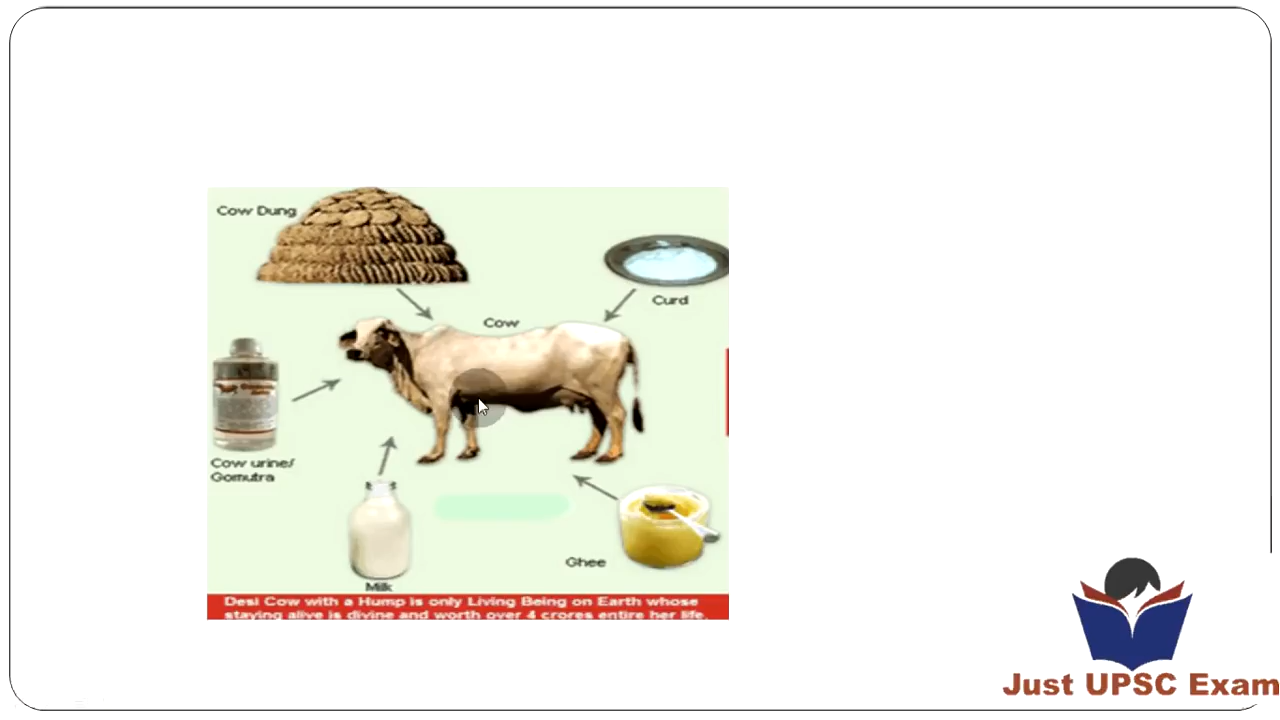 Cow Dung
Curd
Cow
Cow urine/
Gomutra
Milk
Ghee
Desi Cow with a Hump is only Living Being on Earth whose
staying alive is divine and worth over 4 crores entire her life.
Just UPSC Exam